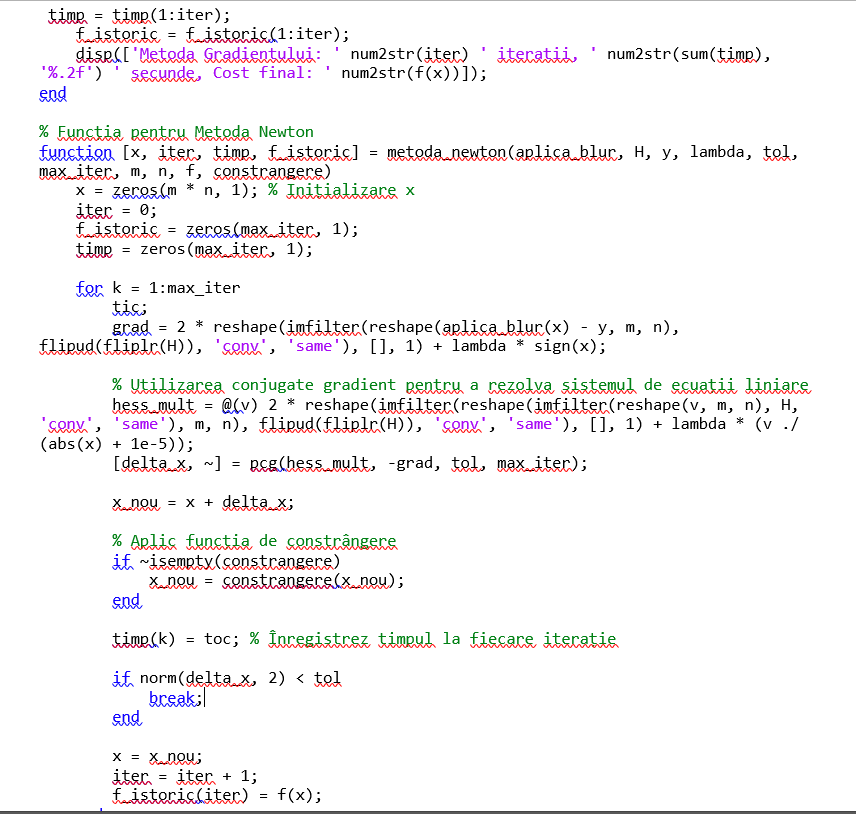 timp = timp(1:iter);
f_istoric = f_istoric(1:iter);
disp(['Metoda Gradientului: ' num2str(iter) ' iteratii, ' num2str(sum(timp),
'%.2f') ' secunde, Cost final: ' num2str(f(x))]);
end
% Functia pentru Metoda Newton
function [x, iter, timp, f_istoric] = metoda_newton(aplica_blur, H, y, lambda, tol,
max_iter, m, n, f, constrangere)
x = zeros(m * n, 1); % Initializare x
iter = 0;
f_istoric = zeros(max_iter, 1);
timp = zeros(max_iter, 1);
for k = 1:max_iter
tic;
grad = 2 * reshape(imfilter(reshape(aplica_blur(x) - y, m, n),
flipud(fliplr(H)), 'conv', 'same'), [], 1) + lambda * sign(x);
% Utilizarea conjugate gradient pentru a rezolva sistemul de ecuatii liniare
hess_mult = @(v) 2 * reshape(imfilter(reshape(imfilter(reshape(v, m, n), H,
'conv', 'same'), m, n), flipud(fliplr(H)), 'conv', 'same'), [], 1) + lambda * (v ./
(abs(x) + 1e-5));
[delta_x, ~] = pcg(hess_mult, -grad, tol, max_iter);
x_nou = x + delta_x;
% Aplic functia de constrângere
if ~isempty(constrangere)
x_nou = constrangere(x_nou);
end
timp(k) = toc; % Înregistrez timpul la fiecare iteratie
if norm(delta_x, 2) < tol
break;
end
x = x_nou;
iter = iter + 1;
f_istoric(iter) = f(x);